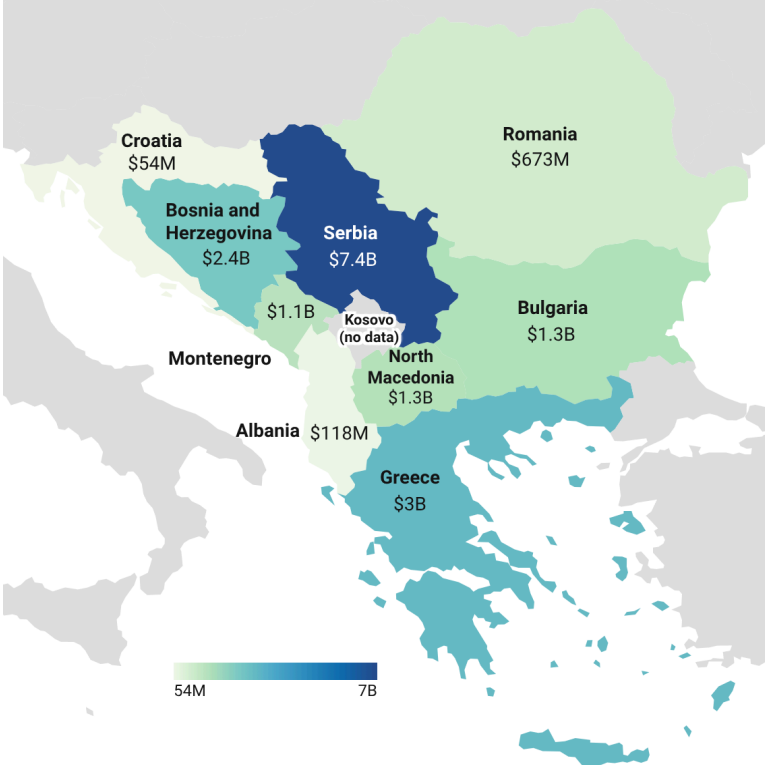 Croatia
$54M
Romania
$673M
Bosnia and
Herzegovina
$2.4B
Serbia
$7.4B
$1.1B
Kosovo
(no data)
Bulgaria
$1.3B
Montenegro
North
Macedonia
$1.3B
Albania
$118M
Greece
$3B
54M
7B